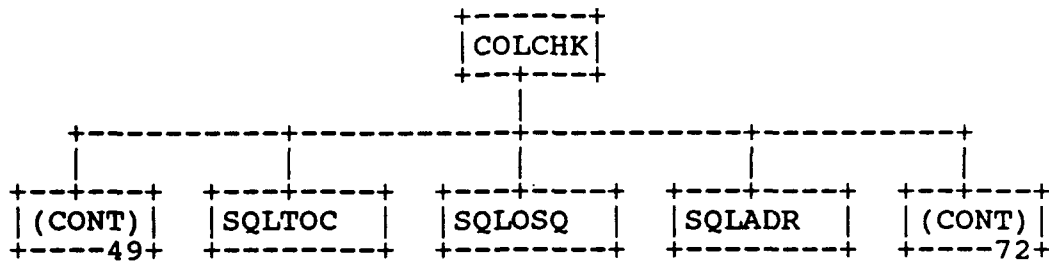 COLCHK
(CONT) SQLTOC SQLOSQ SQLADR (CONT)
49 72